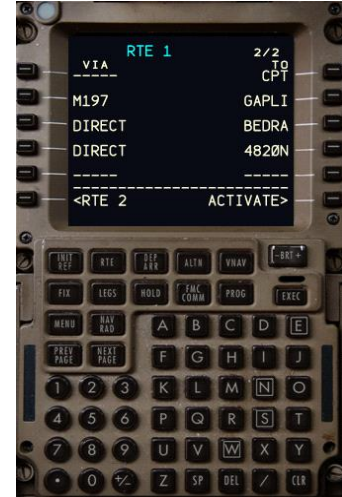 RTE 1 2/2
VIA TO
----- CPT
M197 GAPLI
DIRECT BEDRA
DIRECT 4820N
----- -----
<RTE 2 ACTIVATE>
INIT REF RTE DEP ARR ALTN VNAV -BRT+
FIX LEGS HOLD FMC COMM PROG EXEC
MENU NAV RAD A B C D E
PREV PAGE NEXT PAGE F G H I J
1 2 3 K L M N O
4 5 6 P Q R S T
7 8 9 U V W X Y
. 0 +/- Z SP DEL / CLR